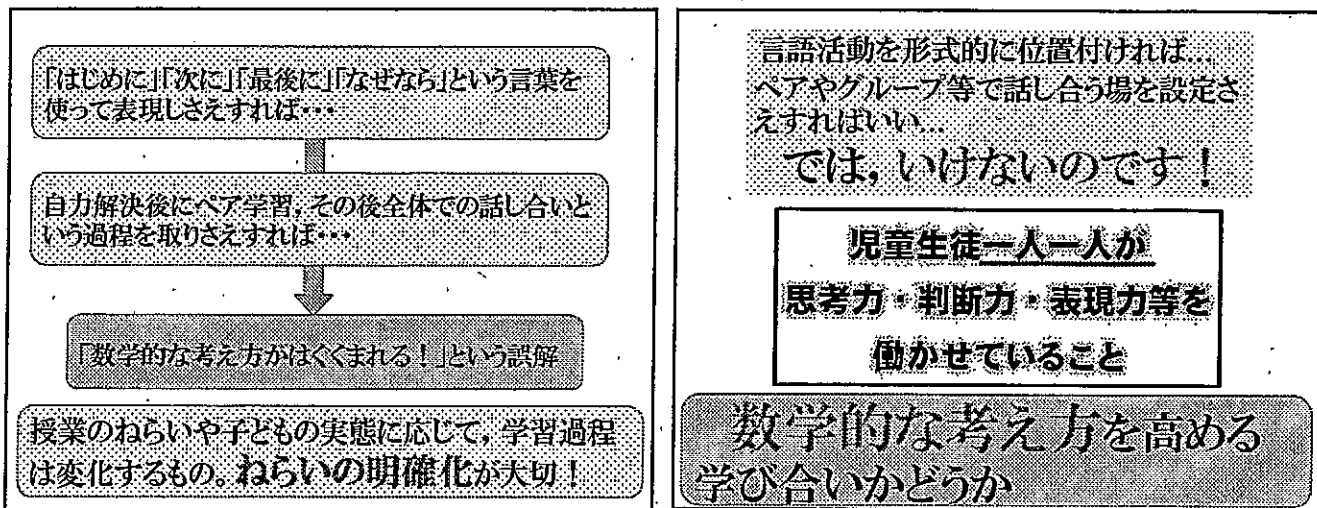 「はじめに」「次に」「最後に」「なぜなら」という言葉を
使って表現しさえすれば・・・
自力解決後にペア学習,その後全体での話し合いと
いう過程を取りさえすれば・・・
「数学的な考え方がはぐくまれる!」という誤解
授業のねらいや子どもの実態に応じて,学習過程
は変化するもの。ねらいの明確化が大切!
言語活動を形式的に位置付ければ...
ペアやグループ等で話し合う場を設定さ
えすればいい...
では,いけないのです!
児童生徒一人一人が
思考力・判断力・表現力等を
働かせていること
数学的な考え方を高める
学び合いかどうか